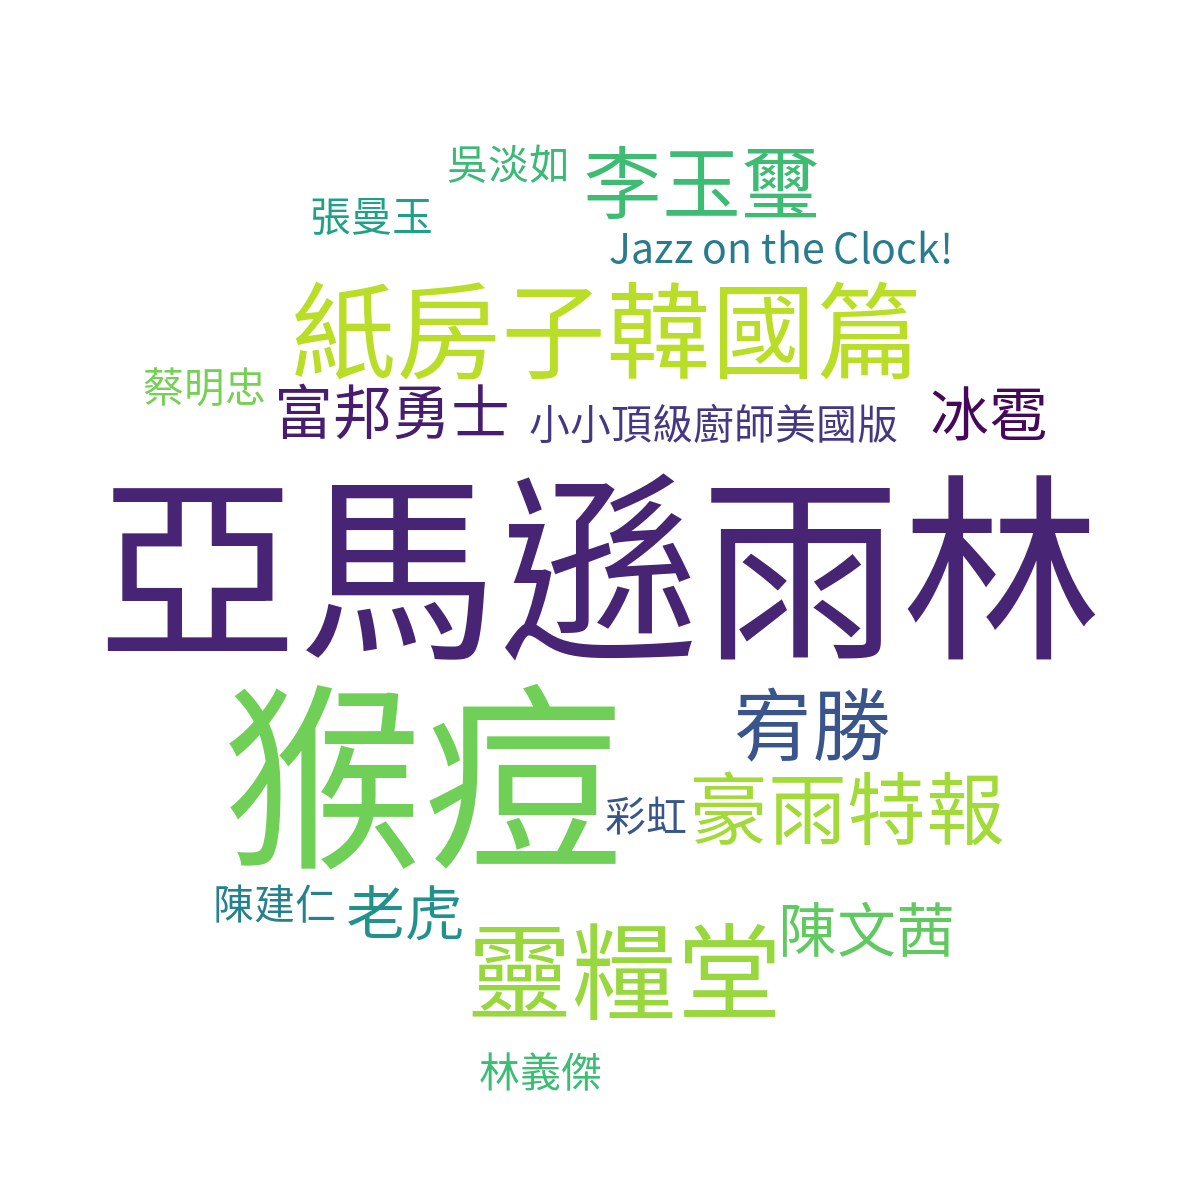 吳淡如
李玉璽
張曼玉
Jazz on the Clock!
紙房子韓國篇
蔡明忠
富邦勇士
小小頂級廚師美國版
冰雹
亞馬遜雨林
猴痘
宥勝
彩虹
豪雨特報
陳建仁
老虎
靈糧堂
陳文茜
林義傑